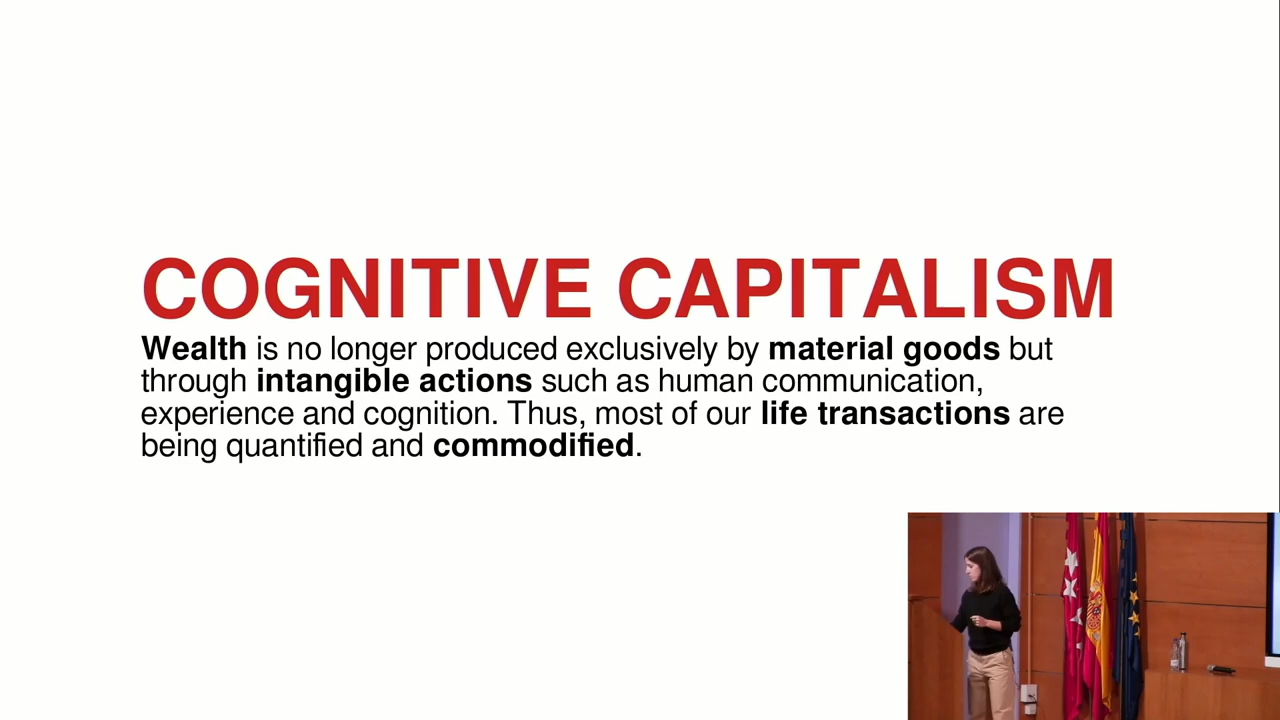 COGNITIVE CAPITALISM
Wealth is no longer produced exclusively by material goods but
through intangible actions such as human communication,
experience and cognition. Thus, most of our life transactions are
being quantified and commodified.